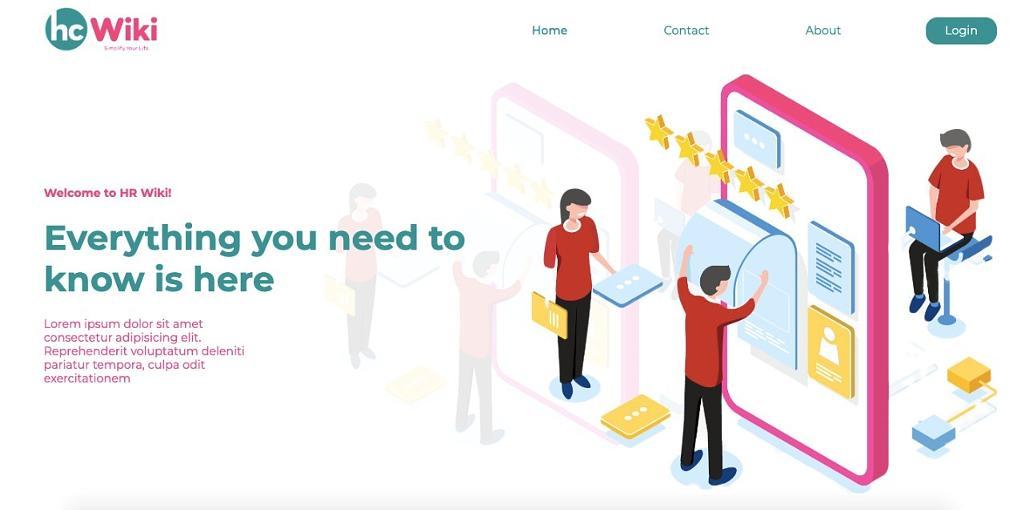 hc Wiki
Simplify Your Life
Home
Contact
About
Login
Welcome to HR Wiki!
Everything you need to
know is here
Lorem ipsum dolor sit amet
consectetur adipisicing elit.
Reprehenderit voluptatum deleniti
pariatur tempora, culpa odit
exercitationem